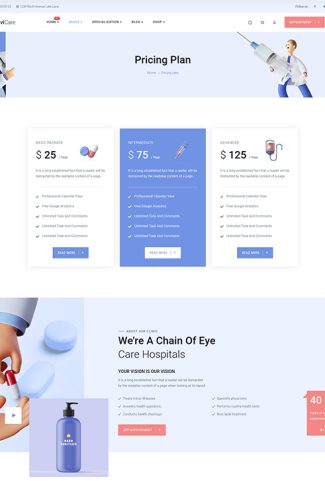 Follow us:
viCare
HOME
PAGES
SPECIALISATION
BLOG
SHOP
APPOINTMENT
Pricing Plan
Home
Pricing plan
BASIC PACKAGE
$ 25 / Year
It is a long established fact that a reader will be
distracted by the readable content of a page.
Professional Calendar View
Free Google Analytics
Unlimited Task And Comments
Unlimited Task And Comments
Unlimited Task And Comments
READ MORE
INTERMEDIATE
$ 75 / Year
It is a long established fact that a reader will be
distracted by the readable content of a page.
Professional Calendar View
Free Google Analytics
Unlimited Task And Comments
Unlimited Task And Comments
Unlimited Task And Comments
READ MORE
ADVANCED
$ 125 / Year
It is a long established fact that a reader will be
distracted by the readable content of a page.
Professional Calendar View
Free Google Analytics
Unlimited Task And Comments
Unlimited Task And Comments
Unlimited Task And Comments
READ MORE
ABOUT OUR CLINIC
We're A Chain Of Eye
Care Hospitals
YOUR VISION IS OUR VISION
It is a long established fact that a reader will be distracted
by the readable content of a page when looking at its layout
Treats minor illnesses
Answers health questions
Conducts health checkups
Specialty physicians
Performs routine health tests
Best laser treatment
GET APPOINTMENT
40
HAND
SANITIZER